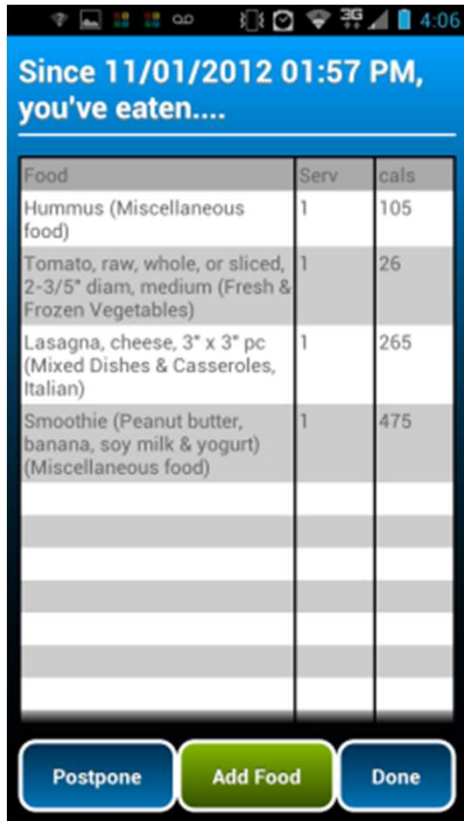 3G 4:06
Since 11/01/2012 01:57 PM,
you've eaten....
Food Serv cals
Hummus (Miscellaneous 1 105
food)
Tomato, raw, whole, or sliced, 1 26
2-3/5" diam, medium (Fresh &
Frozen Vegetables)
Lasagna, cheese, 3" x 3" pc 1 265
(Mixed Dishes & Casseroles,
Italian)
Smoothie (Peanut butter, 1 475
banana, soy milk & yogurt)
(Miscellaneous food)
Postpone Add Food Done